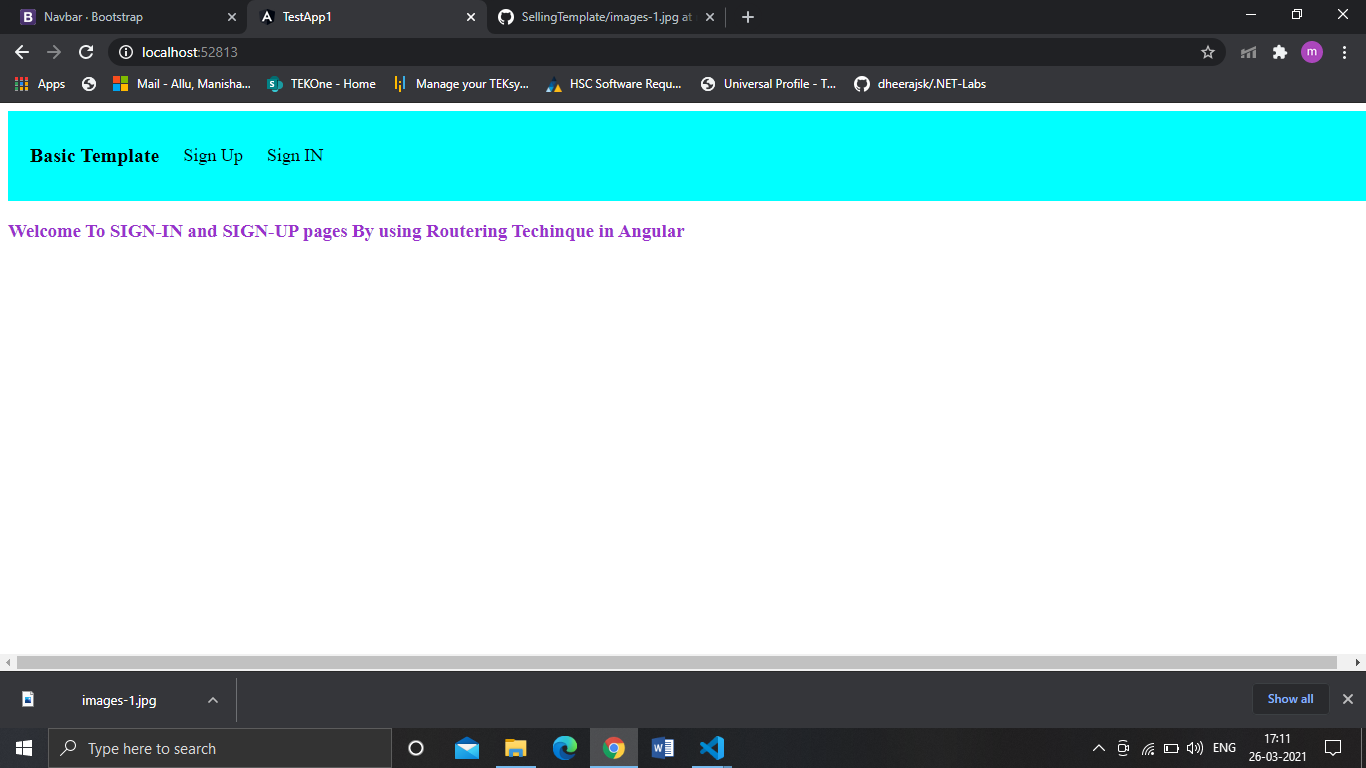 Navbar · Bootstrap
TestApp1
SellingTemplate/images-1.jpg at
localhost:52813
m
Apps
Mail - Allu, Manisha...
TEKOne - Home
Manage your TEKsy...
HSC Software Requ...
Universal Profile - T...
dheerajsk/.NET-Labs
Basic Template
Sign Up
Sign IN
Welcome To SIGN-IN and SIGN-UP pages By using Routering Techinque in Angular
images-1.jpg
Show all
Type here to search
ENG
17:11
26-03-2021